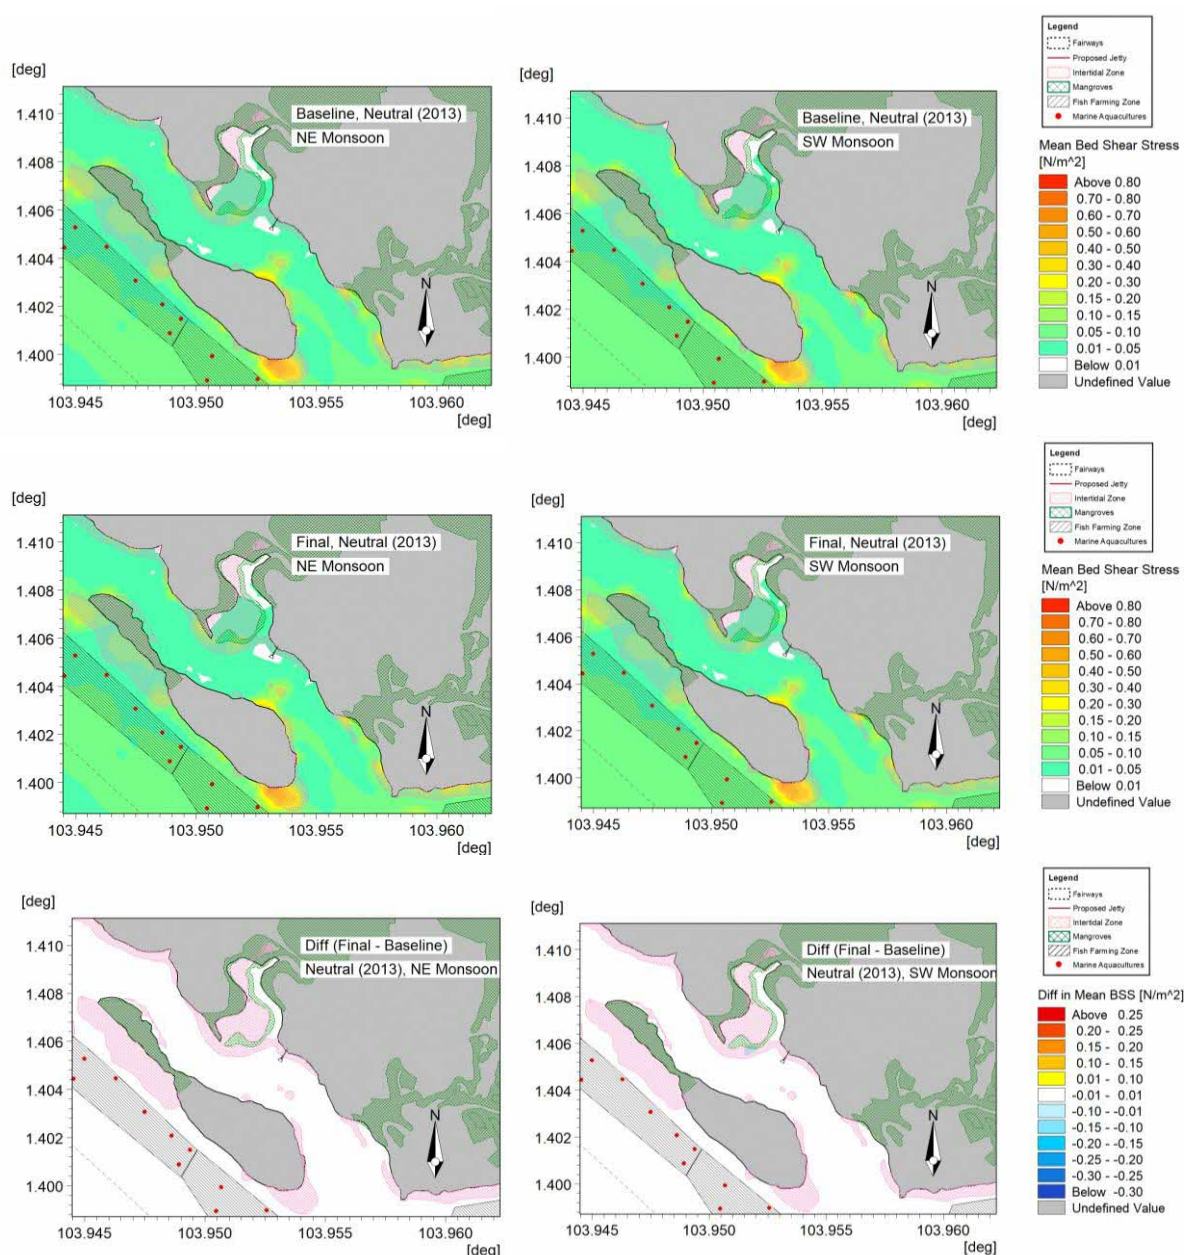 [deg]
1.410
1.408
1.406
1.404
1.402
1.400
Baseline, Neutral (2013)
NE Monsoon
N
103.945
103.950
103.955
103.960
[deg]
[deg]
1.410
1.408
1.406
1.404
1.402
1.400
Baseline, Neutral (2013)
SW Monsoon
N
103.945
103.950
103.955
103.960
[deg]
Legend
Fairways
Proposed Jetty
Intertidal Zone
Mangroves
Fish Farming Zone
Marine Aquacultures
Mean Bed Shear Stress
[N/m^2]
Above 0.80
0.70 - 0.80
0.60 - 0.70
0.50 - 0.60
0.40 - 0.50
0.30 - 0.40
0.20 - 0.30
0.15 - 0.20
0.10 - 0.15
0.05 - 0.10
0.01 - 0.05
Below 0.01
Undefined Value
[deg]
1.410
1.408
1.406
1.404
1.402
1.400
Final, Neutral (2013)
NE Monsoon
N
103.945
103.950
103.955
103.960
[deg]
[deg]
1.410
1.408
1.406
1.404
1.402
1.400
Final, Neutral (2013)
SW Monsoon
N
103.945
103.950
103.955
103.960
[deg]
Legend
Fairways
Proposed Jetty
Intertidal Zone
Mangroves
Fish Farming Zone
Marine Aquacultures
Mean Bed Shear Stress
[N/m^2]
Above 0.80
0.70 - 0.80
0.60 - 0.70
0.50 - 0.60
0.40 - 0.50
0.30 - 0.40
0.20 - 0.30
0.15 - 0.20
0.10 - 0.15
0.05 - 0.10
0.01 - 0.05
Below 0.01
Undefined Value
[deg]
1.410
1.408
1.406
1.404
1.402
1.400
Diff (Final - Baseline)
Neutral (2013), NE Monsoon
N
103.945
103.950
103.955
103.960
[deg]
[deg]
1.410
1.408
1.406
1.404
1.402
1.400
Diff (Final - Baseline)
Neutral (2013), SW Monsoon
N
103.945
103.950
103.955
103.960
[deg]
Legend
Fairways
Proposed Jetty
Intertidal Zone
Mangroves
Fish Farming Zone
Marine Aquacultures
Diff in Mean BSS [N/m^2]
Above 0.25
0.20 - 0.25
0.15 - 0.20
0.10 - 0.15
0.01 - 0.10
-0.01 - 0.01
-0.10 - -0.01
-0.15 - -0.10
-0.20 - -0.15
-0.25 - -0.20
-0.30 - -0.25
Below -0.30
Undefined Value